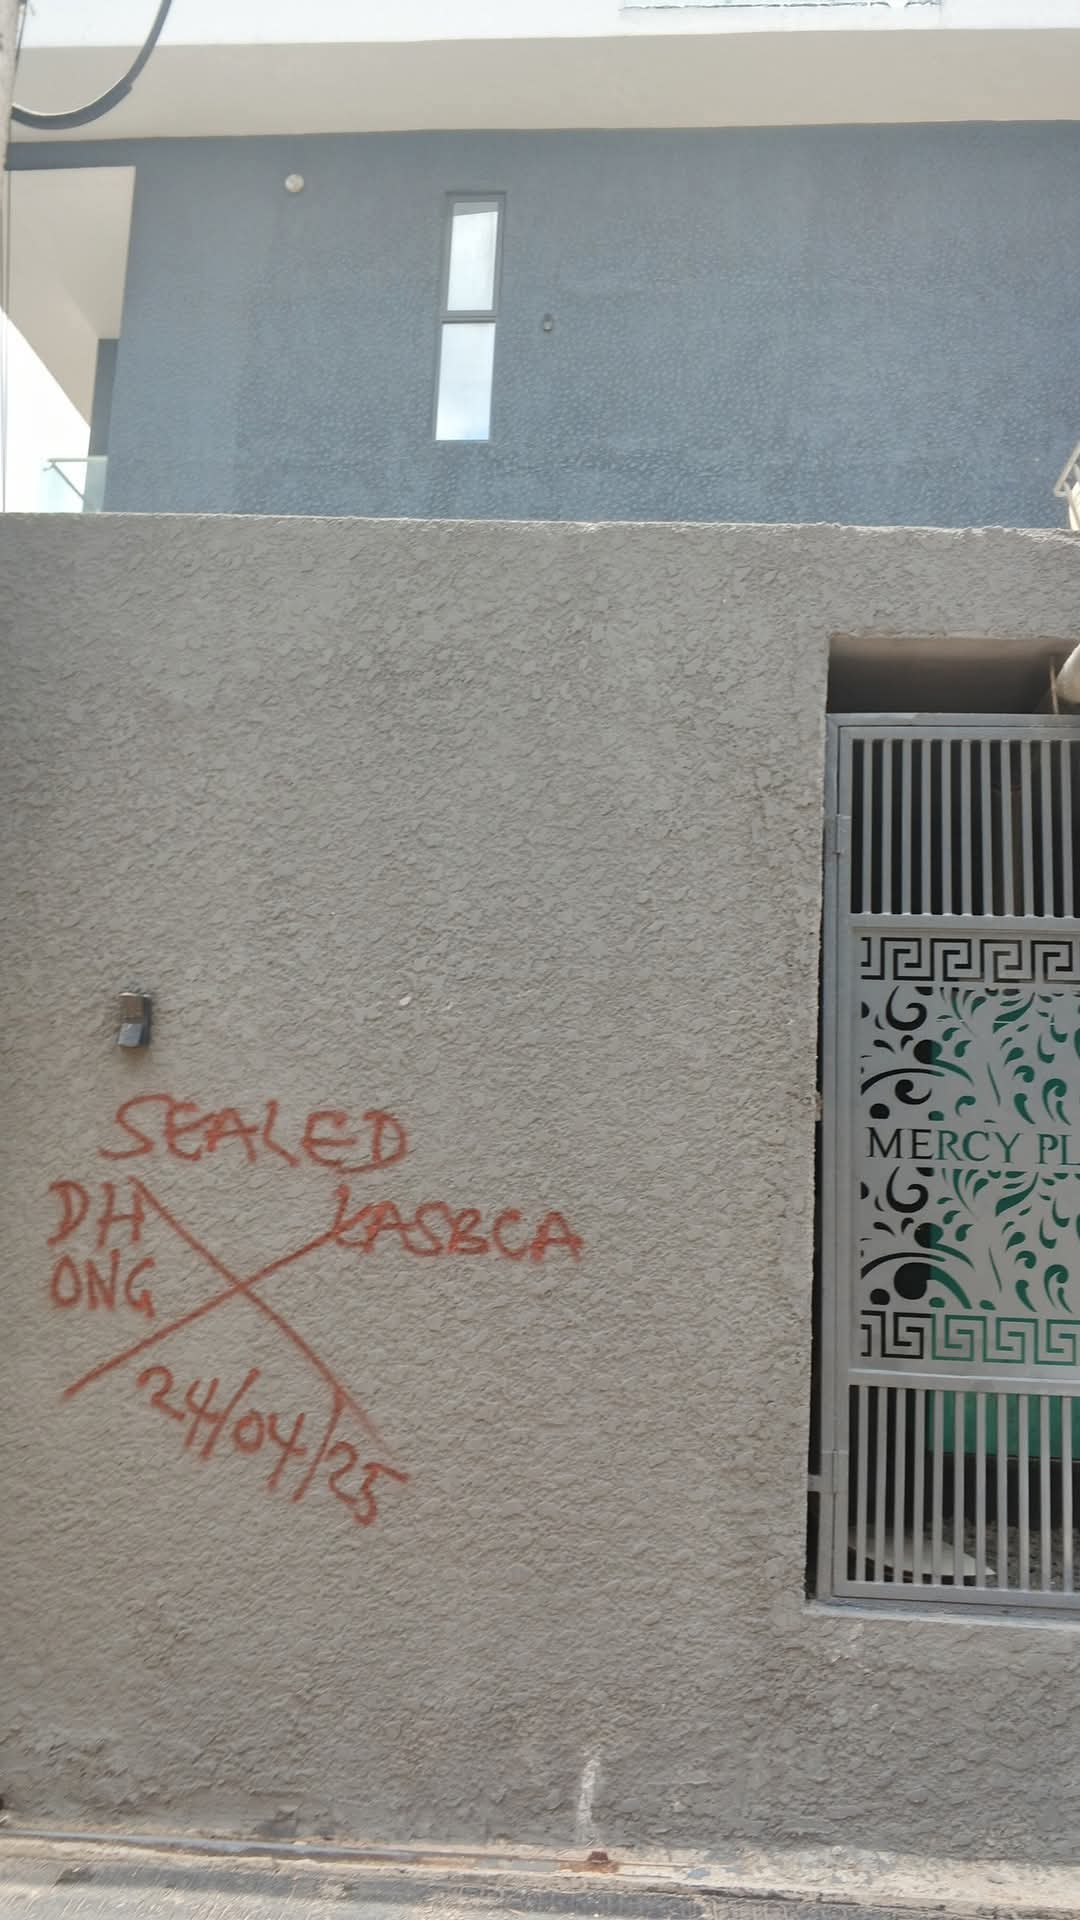 SEALED
DH LASBCA
ONG
24/04/25
MERCY PL